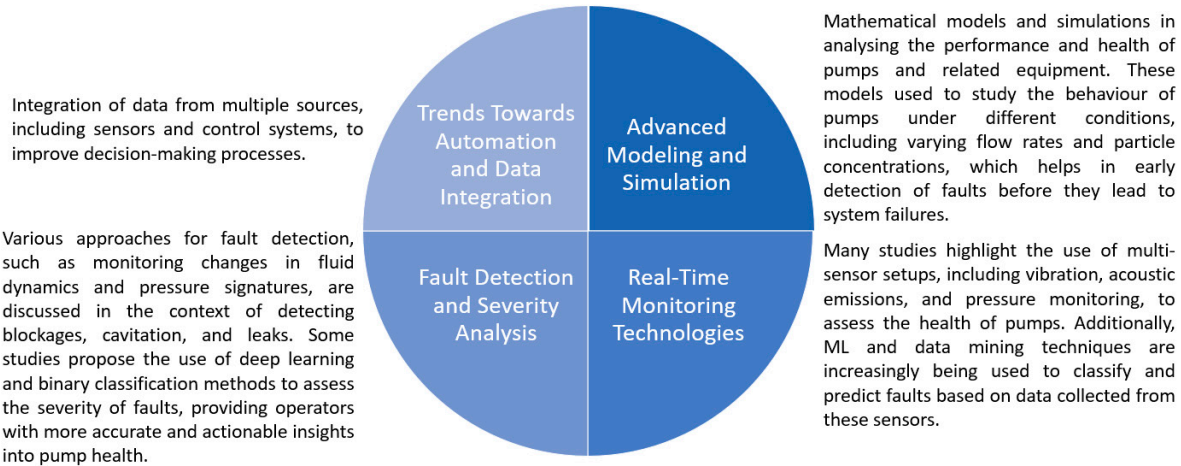 Integration of data from multiple sources,
including sensors and control systems, to
improve decision-making processes.
Trends Towards
Automation
and Data
Integration
Advanced
Modeling and
Simulation
Mathematical models and simulations in
analysing the performance and health of
pumps and related equipment. These
models used to study the behaviour of
pumps under different conditions,
including varying flow rates and particle
concentrations, which helps in early
detection of faults before they lead to
system failures.
Various approaches for fault detection,
such as monitoring changes in fluid
dynamics and pressure signatures, are
discussed in the context of detecting
blockages, cavitation, and leaks. Some
studies propose the use of deep learning
and binary classification methods to assess
the severity of faults, providing operators
with more accurate and actionable insights
into pump health.
Fault Detection
and Severity
Analysis
Real-Time
Monitoring
Technologies
Many studies highlight the use of multi-
sensor setups, including vibration, acoustic
emissions, and pressure monitoring, to
assess the health of pumps. Additionally,
ML and data mining techniques are
increasingly being used to classify and
predict faults based on data collected from
these sensors.